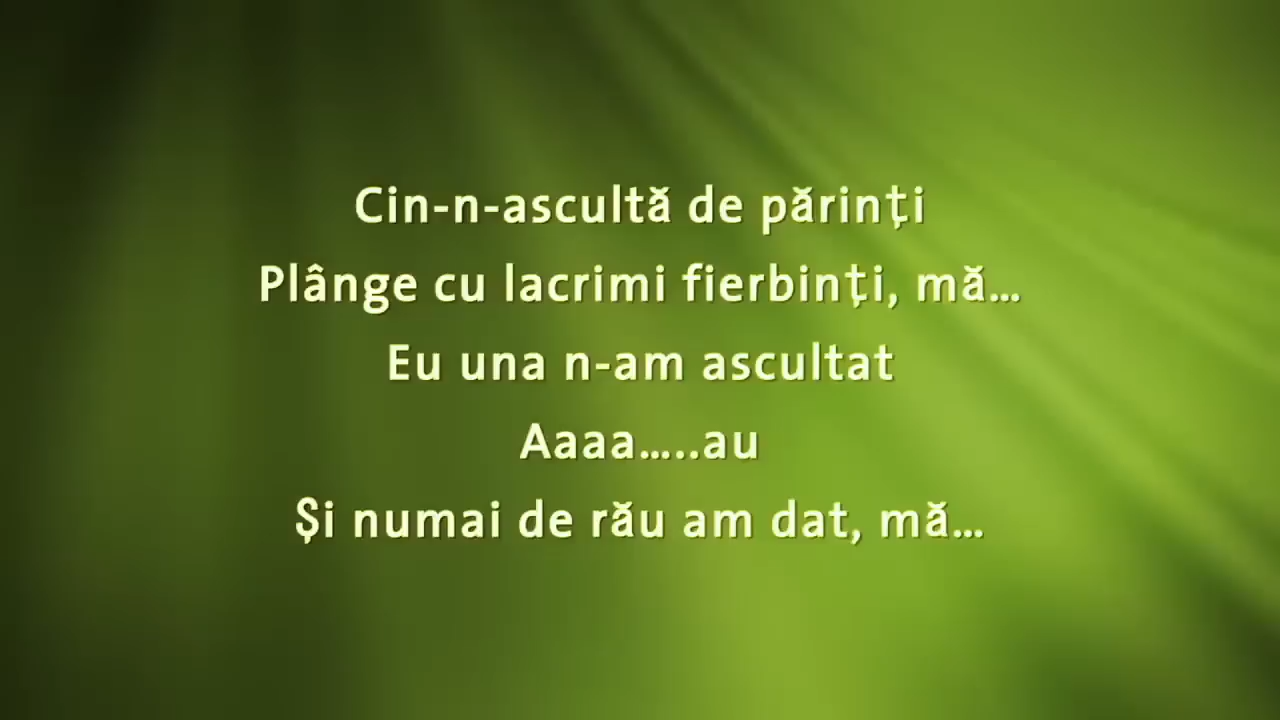 Cin-n-ascultă de părinți
Plânge cu lacrimi fierbinți, mă...
Eu una n-am ascultat
Aaaa.....au
Și numai de rău am dat, mă...